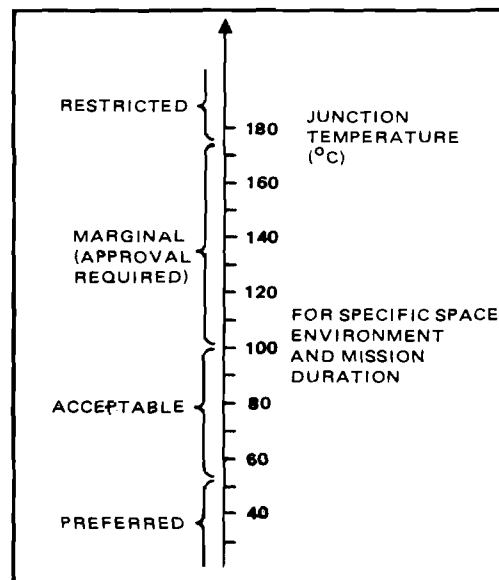 RESTRICTED
180
JUNCTION
TEMPERATURE
(°C)
160
MARGINAL
(APPROVAL
REQUIRED)
140
120
FOR SPECIFIC SPACE
ENVIRONMENT
AND MISSION
DURATION
100
ACCEPTABLE
80
60
40
PREFERRED